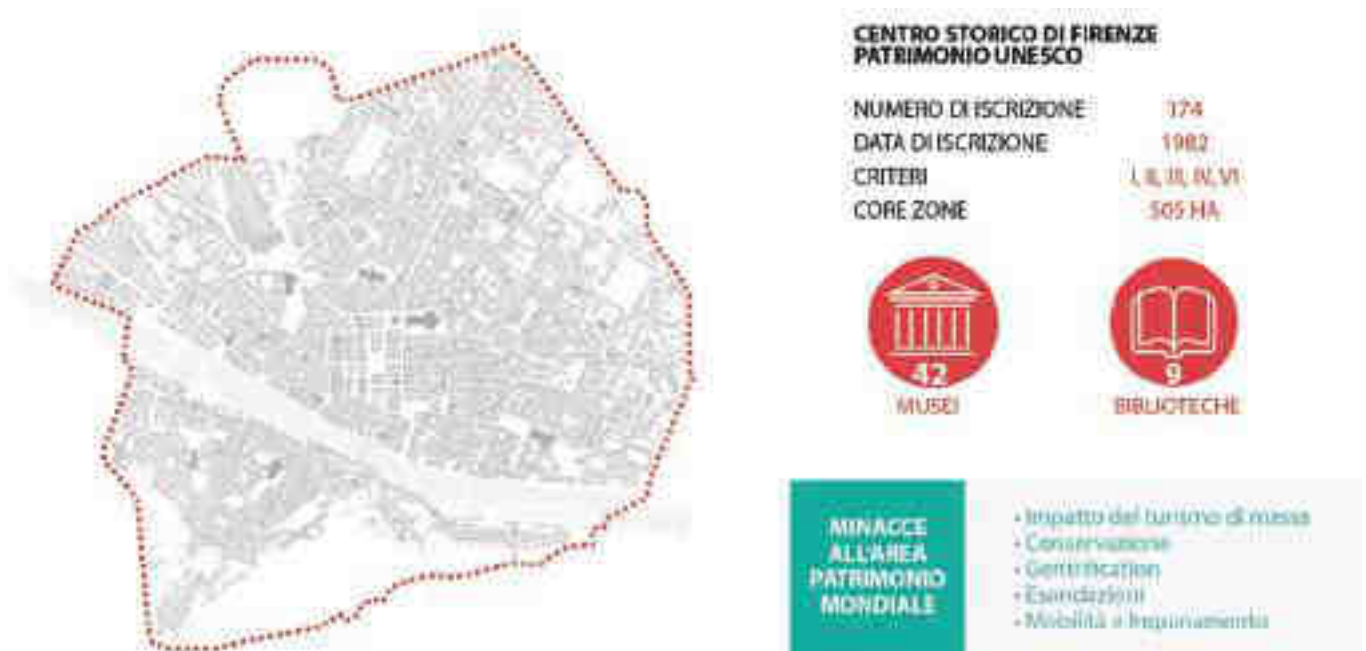 CENTRO STORICO DI FIRENZE
PATRIMONIO UNESCO
NUMERO DI ISCRIZIONE 174
DATA DI ISCRIZIONE 1982
CRITERI I, II, III, IV, VI
CORE ZONE 505 HA
42
MUSEI
9
BIBLIOTECHE
MINACCE
ALL'AREA
PATRIMONIO
MONDIALE
• Impatto del turismo di massa
• Conservazione
• Gentrification
• Esondazioni
• Mobilità e Inquinamento